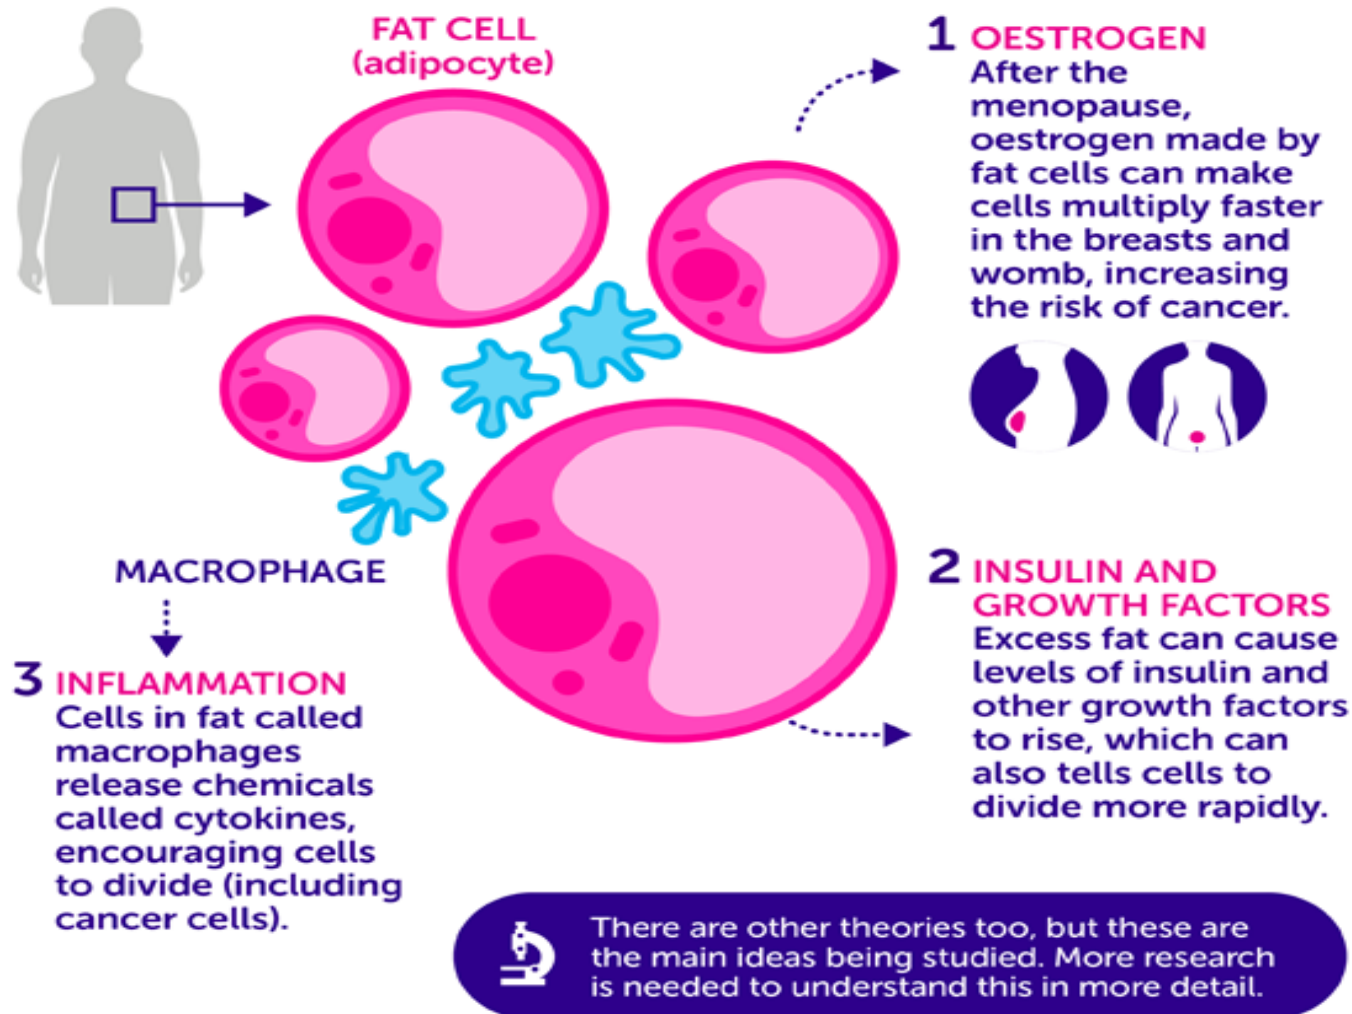 FAT CELL
(adipocyte)
1 OESTROGEN
After the
menopause,
oestrogen made by
fat cells can make
cells multiply faster
in the breasts and
womb, increasing
the risk of cancer.
2 INSULIN AND
GROWTH FACTORS
Excess fat can cause
levels of insulin and
other growth factors
to rise, which can
also tells cells to
divide more rapidly.
MACROPHAGE
3 INFLAMMATION
Cells in fat called
macrophages
release chemicals
called cytokines,
encouraging cells
to divide (including
cancer cells).
There are other theories too, but these are
the main ideas being studied. More research
is needed to understand this in more detail.